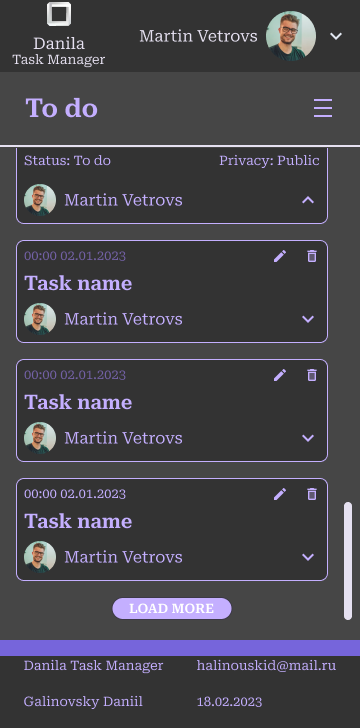 Danila
Task Manager
Martin Vetrovs
To do
Status: To do
Privacy: Public
Martin Vetrovs
00:00 02.01.2023
Task name
Martin Vetrovs
00:00 02.01.2023
Task name
Martin Vetrovs
00:00 02.01.2023
Task name
Martin Vetrovs
LOAD MORE
Danila Task Manager
halinouskid@mail.ru
Galinovsky Daniil
18.02.2023